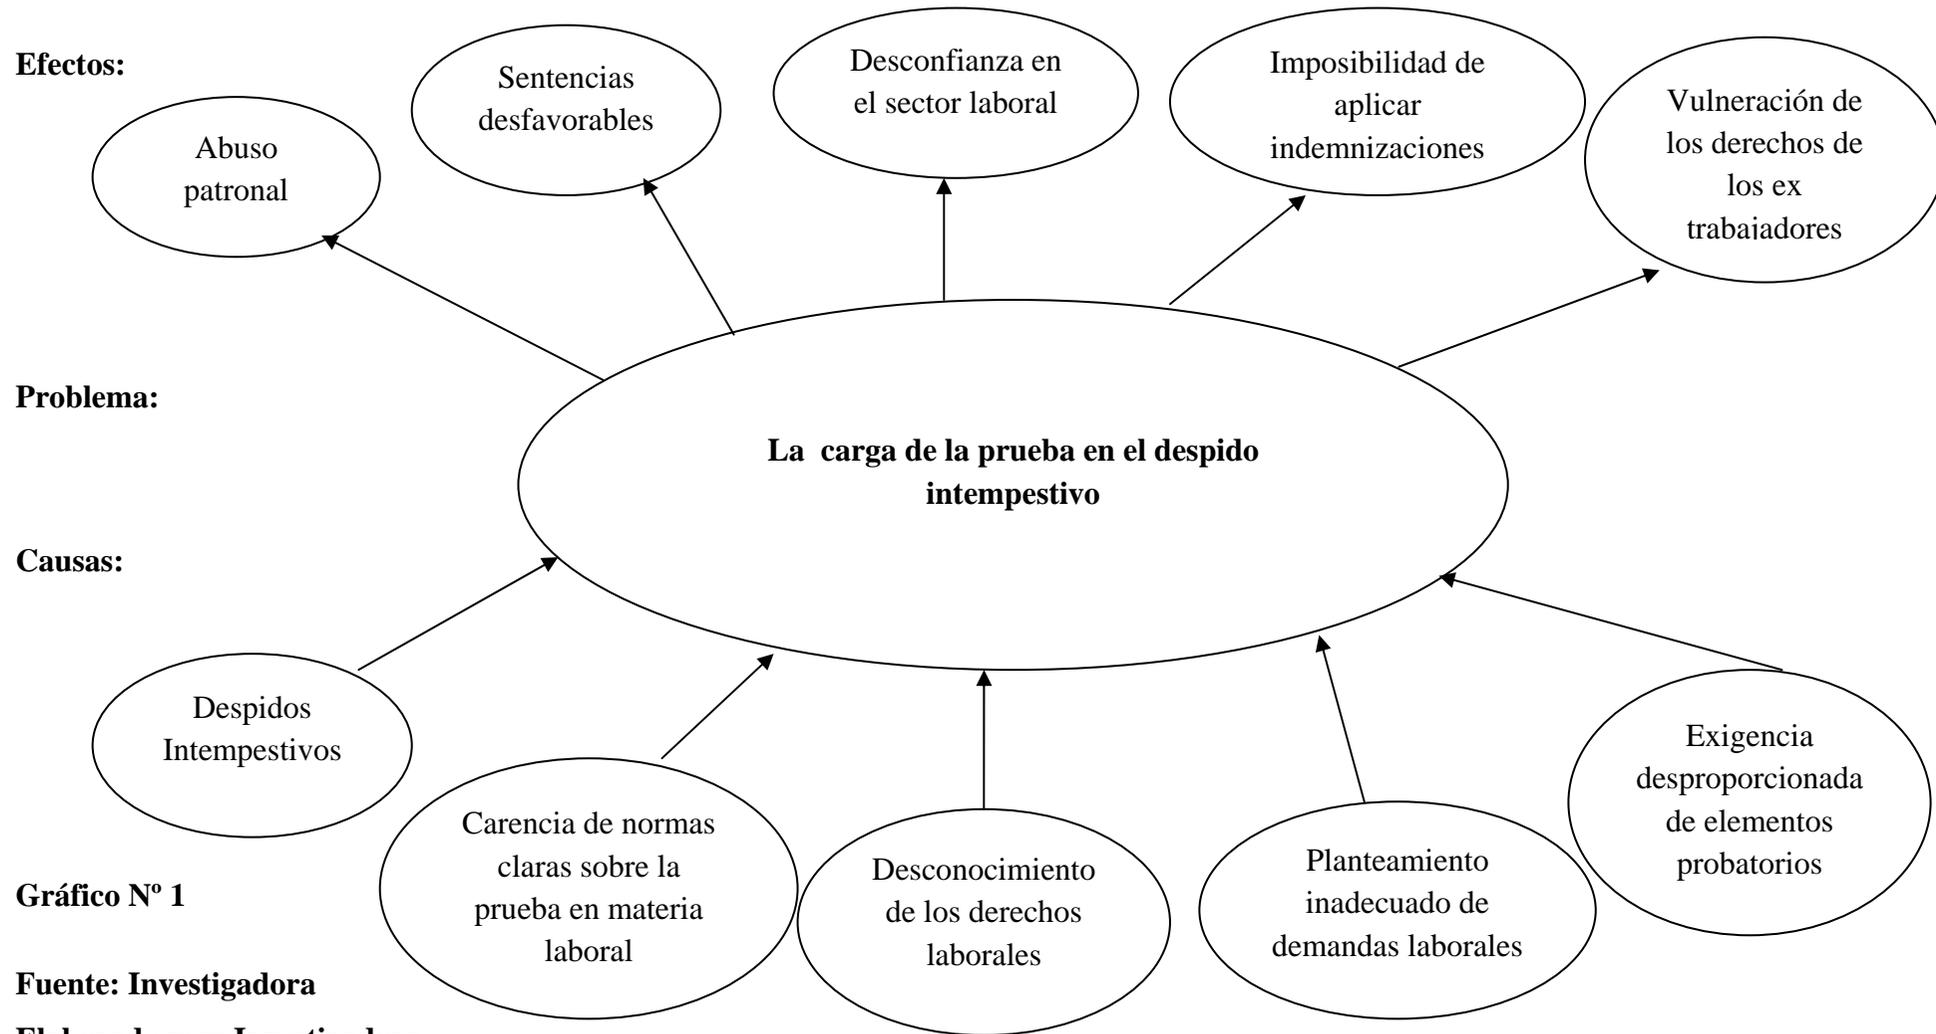 Efectos:
Abuso
patronal
Sentencias
desfavorables
Desconfianza en
el sector laboral
Imposibilidad de
aplicar
indemnizaciones
Vulneración de
los derechos de
los ex
trabajadores
Problema:
La carga de la prueba en el despido
intempestivo
Causas:
Despidos
Intempestivos
Carencia de normas
claras sobre la
prueba en materia
laboral
Desconocimiento
de los derechos
laborales
Planteamiento
inadecuado de
demandas laborales
Exigencia
desproporcionada
de elementos
probatorios
Gráfico Nº 1
Fuente: Investigadora